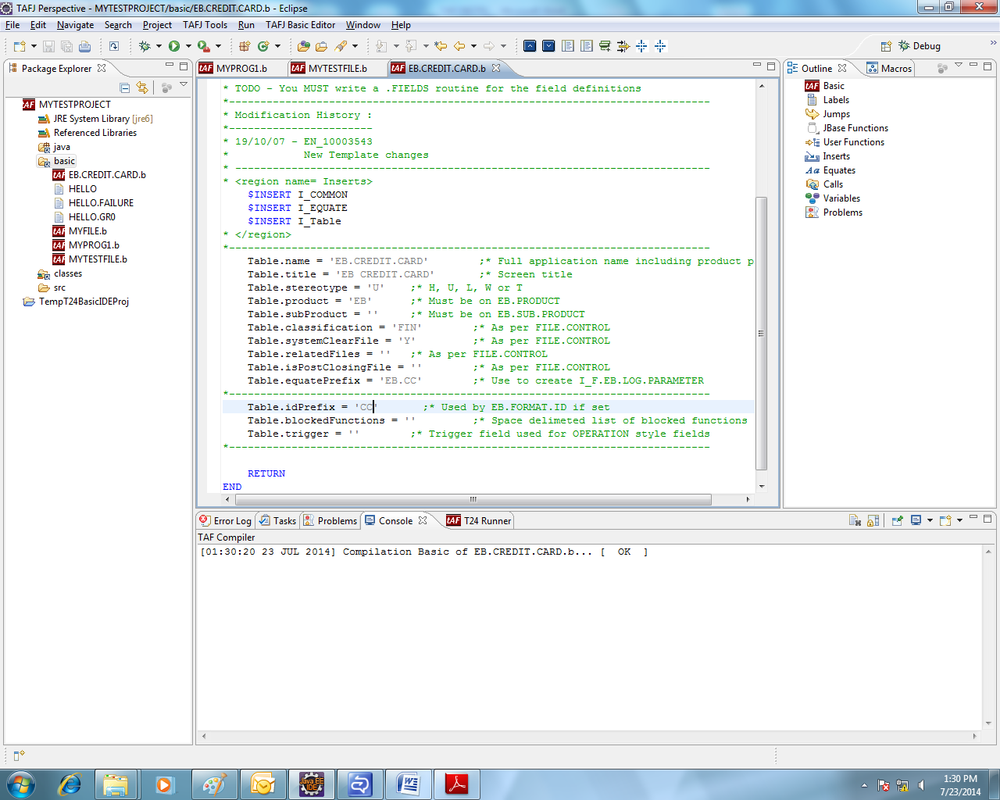 TAFJ Perspective - MYTESTPROJECT/basic/EB.CREDIT.CARD.b - Eclipse
File Edit Navigate Search Project TAFJ Tools Run TAFJ Basic Editor Window Help
Debug
Package Explorer
MYTESTPROJECT
JRE System Library [jre6]
Referenced Libraries
java
basic
EB.CREDIT.CARD.b
HELLO
HELLO.FAILURE
HELLO.GR0
MYFILE.b
MYPROG1.b
MYTESTFILE.b
classes
src
TempT24BasicIDEProj
MYPROG1.b MYTESTFILE.b EB.CREDIT.CARD.b
* TODO - You MUST write a .FIELDS routine for the field definitions
*-----------------------------------------------------------------------------
* Modification History :
*-----------------------
* 19/10/07 - EN_10003543
* New Template changes
* ----------------------------------------------------------------------------
* <region name= Inserts>
$INSERT I_COMMON
$INSERT I_EQUATE
$INSERT I_Table
* </region>
*-----------------------------------------------------------------------------
Table.name = 'EB.CREDIT.CARD' ;* Full application name including product p
Table.title = 'EB CREDIT.CARD' ;* Screen title
Table.stereotype = 'U' ;* H, U, L, W or T
Table.product = 'EB' ;* Must be on EB.PRODUCT
Table.subProduct = '' ;* Must be on EB.SUB.PRODUCT
Table.classification = 'FIN' ;* As per FILE.CONTROL
Table.systemClearFile = 'Y' ;* As per FILE.CONTROL
Table.relatedFiles = '' ;* As per FILE.CONTROL
Table.isPostClosingFile = '' ;* As per FILE.CONTROL
Table.equatePrefix = 'EB.CC' ;* Use to create I_F.EB.LOG.PARAMETER
*-----------------------------------------------------------------------------
Table.idPrefix = 'CC' ;* Used by EB.FORMAT.ID if set
Table.blockedFunctions = '' ;* Space delimeted list of blocked functions
Table.trigger = '' ;* Trigger field used for OPERATION style fields
*-----------------------------------------------------------------------------
RETURN
END
Outline Macros
Basic
Labels
Jumps
JBase Functions
User Functions
Inserts
Equates
Calls
Variables
Problems
Error Log Tasks Problems Console T24 Runner
TAF Compiler
[01:30:20 23 JUL 2014] Compilation Basic of EB.CREDIT.CARD.b... [ OK ]
Java EE
IDE
1:30 PM
7/23/2014